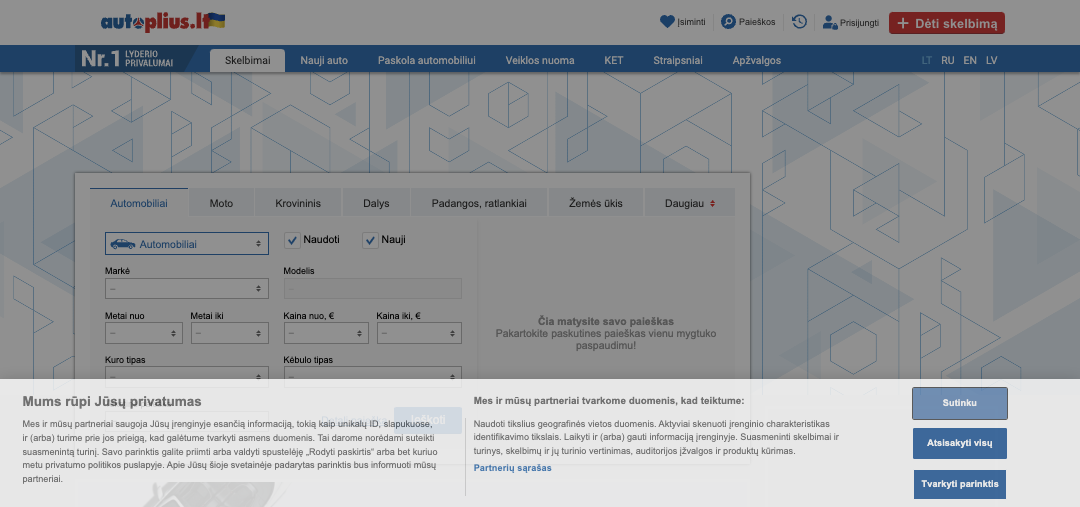 autoplius.lt
Įsiminti
Paieškos
Prisijungti
Dėti skelbimą
Nr.1 LYDERIO PRIVALUMAI
Skelbimai
Nauji auto
Paskola automobiliui
Veiklos nuoma
KET
Straipsniai
Apžvalgos
LT RU EN LV
Automobiliai
Moto
Krovininis
Dalys
Padangos, ratlankiai
Žemės ūkis
Daugiau
Automobiliai
Naudoti
Nauji
Markė
Modelis
–
–
Metai nuo
Metai iki
Kaina nuo, €
Kaina iki, €
–
–
–
–
Čia matysite savo paieškas
Pakartokite paskutines paieškas vienu mygtuko
paspaudimu!
Kuro tipas
Kėbulo tipas
–
–
Ieškoti
Mums rūpi Jūsų privatumas
Mes ir mūsų partneriai saugoja Jūsų įrenginyje esančią informaciją, tokią kaip unikalų ID, slapukuose,
ir (arba) turime prie jos prieigą, kad galėtume tvarkyti asmens duomenis. Tai darome norėdami suteikti
suasmenintą turinį. Savo parinktis galite priimti arba valdyti spustelėję „Rodyti paskirtis“ arba bet kuriuo
metu privatumo politikos puslapyje. Apie Jūsų šioje svetainėje padarytas parinktis bus informuoti mūsų
partneriai.
Mes ir mūsų partneriai tvarkome duomenis, kad teiktume:
Naudoti tikslius geografinės vietos duomenis. Aktyviai skenuoti įrenginio charakteristikas
identifikavimo tikslais. Laikyti ir (arba) gauti informaciją įrenginyje. Suasmeninti skelbimai ir
turinys, skelbimų ir jų turinio vertinimas, auditorijos įžvalgos ir produktų kūrimas.
Partnerių sąrašas
Sutinku
Atsisakyti visų
Tvarkyti parinktis